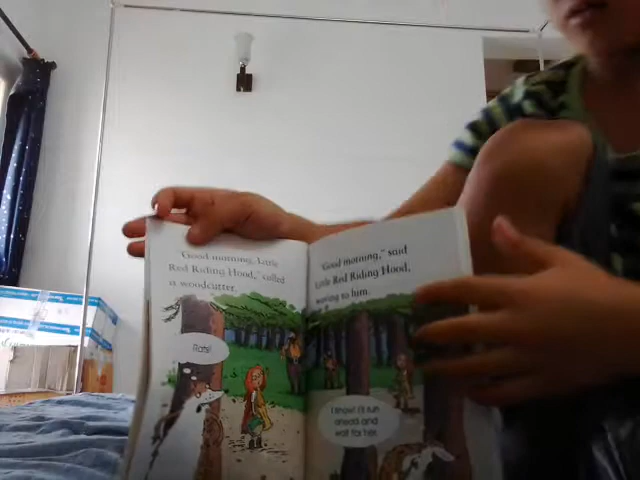 "Good morning, Little
Red Riding Hood," called
a woodcutter.
Rats!
"Good morning," said
Little Red Riding Hood,
waving to him.
I know! I'll run
ahead and
wait for her.